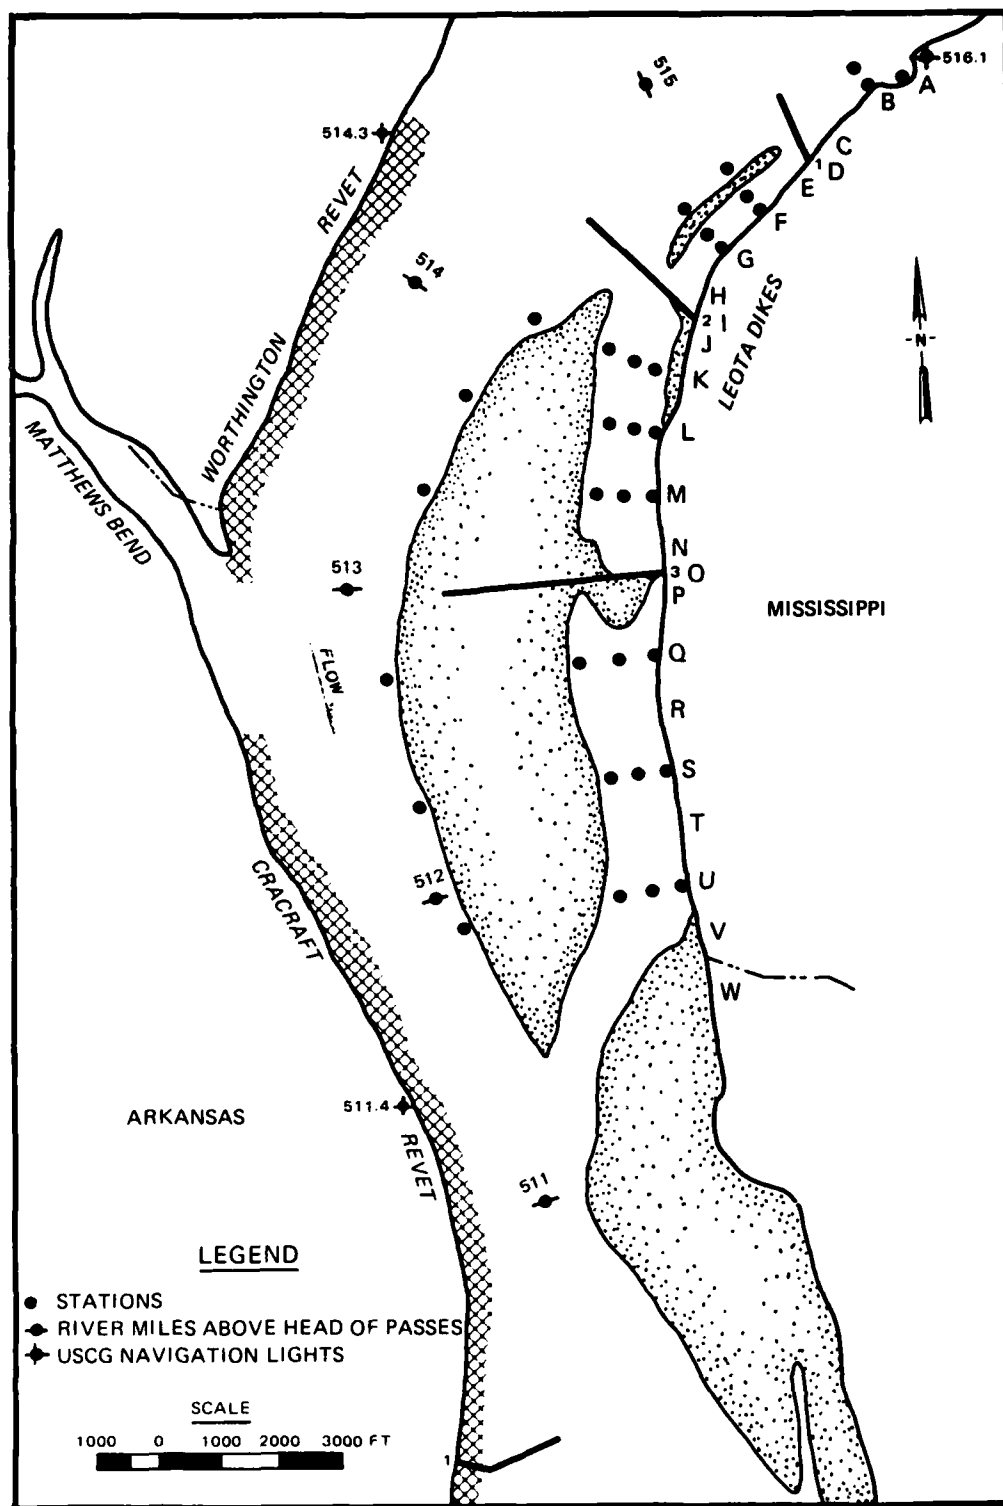 516.1
A
B
515
C
1 D
E
F
G
514.3
REVET
WORTHINGTON
514
H
2 I
J
K
L
LEOTA DIKES
-N-
MATTHEWS BEND
M
N
513
3 O
P
MISSISSIPPI
FLOW
Q
R
S
T
U
512
CRACRAFT
V
W
511.4
ARKANSAS
REVET
511
LEGEND
STATIONS
RIVER MILES ABOVE HEAD OF PASSES
USCG NAVIGATION LIGHTS
SCALE
1000 0 1000 2000 3000 FT
1